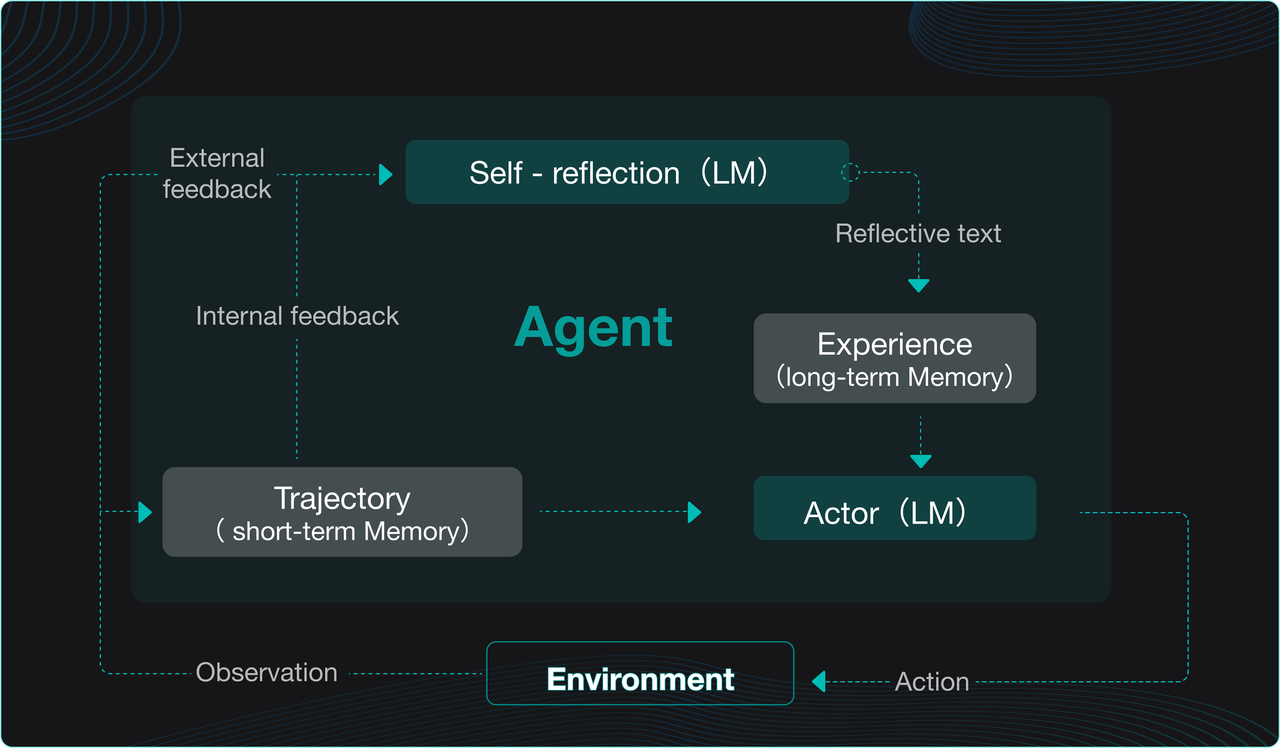 External
feedback
Self - reflection（LM）
Reflective text
Internal feedback
Agent
Experience
（long-term Memory）
Trajectory
（ short-term Memory）
Actor（LM）
Observation
Environment
Action